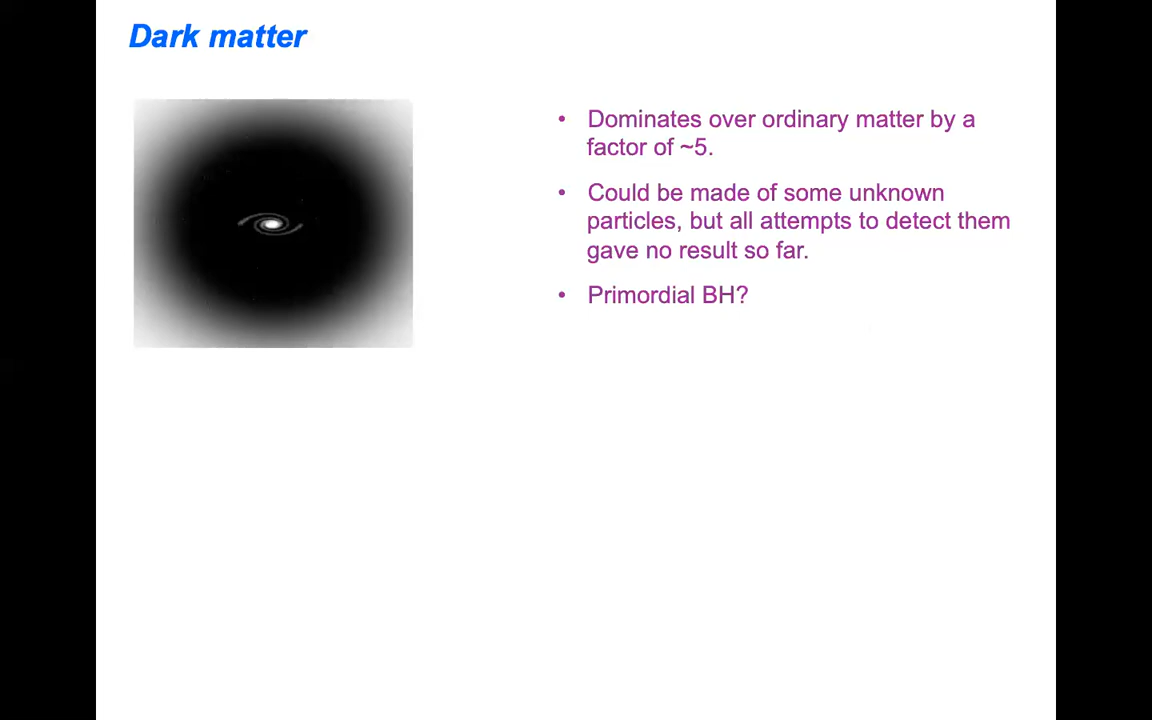 Dark matter
• Dominates over ordinary matter by a
factor of ~5.
• Could be made of some unknown
particles, but all attempts to detect them
gave no result so far.
• Primordial BH?